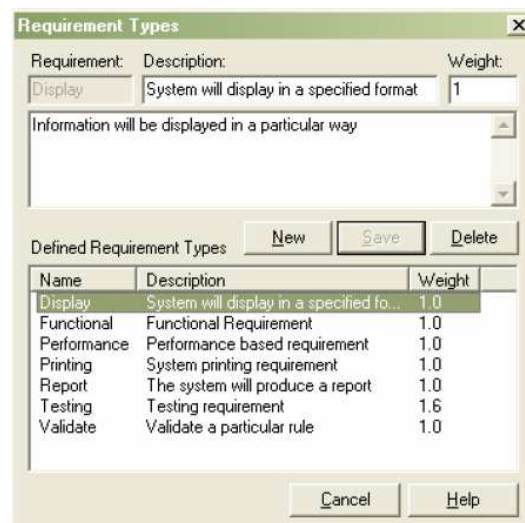 Requirement Types
Requirement: Description: Weight:
Display System will display in a specified format 1
Information will be displayed in a particular way
Defined Requirement Types New Save Delete
Name Description Weight
Display System will display in a specified fo... 1.0
Functional Functional Requirement 1.0
Performance Performance based requirement 1.0
Printing System printing requirement 1.0
Report The system will produce a report 1.0
Testing Testing requirement 1.6
Validate Validate a particular rule 1.0
Cancel Help